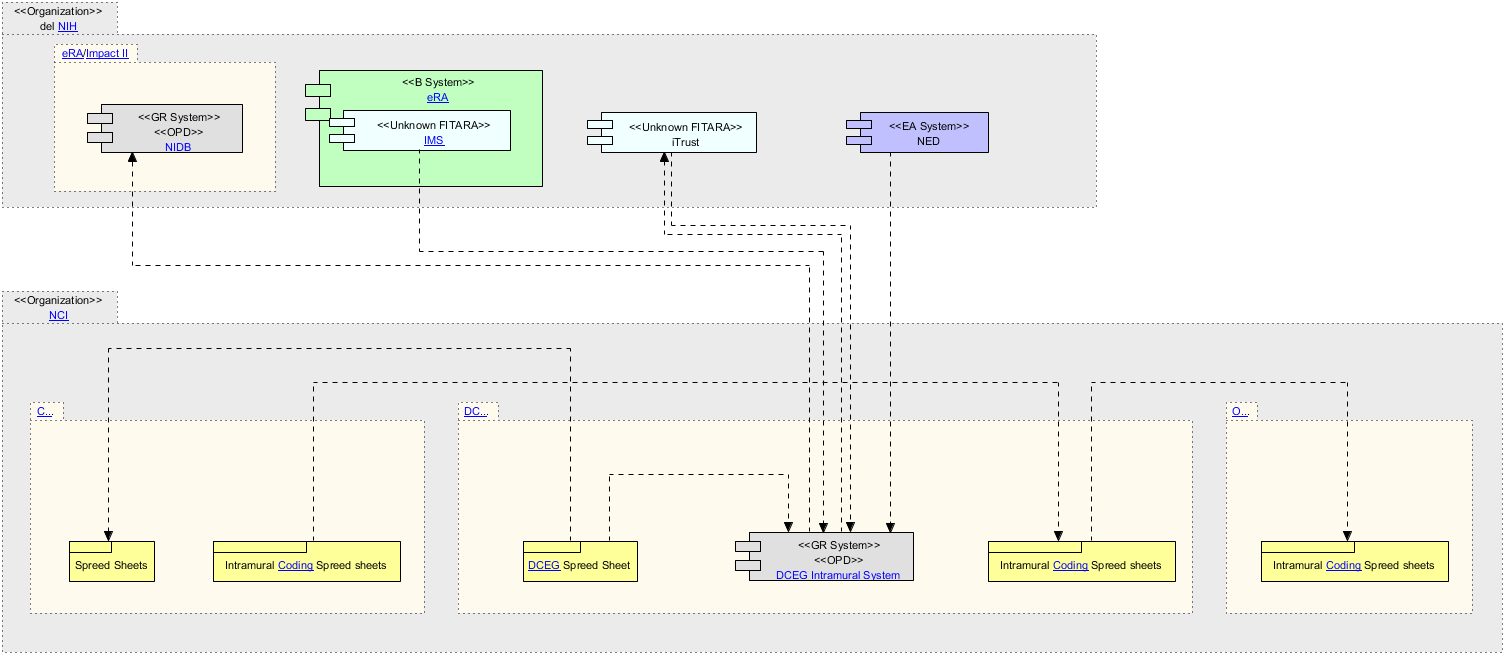 <<Organization>>
del NIH
eRA/Impact II
<<GR System>>
<<OPD>>
NIDB
<<B System>>
eRA
<<Unknown FITARA>>
IMS
<<Unknown FITARA>>
iTrust
<<EA System>>
NED
<<Organization>>
NCI
C...
DC...
O...
Spreed Sheets
Intramural Coding Spreed sheets
DCEG Spreed Sheet
<<GR System>>
<<OPD>>
DCEG Intramural System
Intramural Coding Spreed sheets
Intramural Coding Spreed sheets